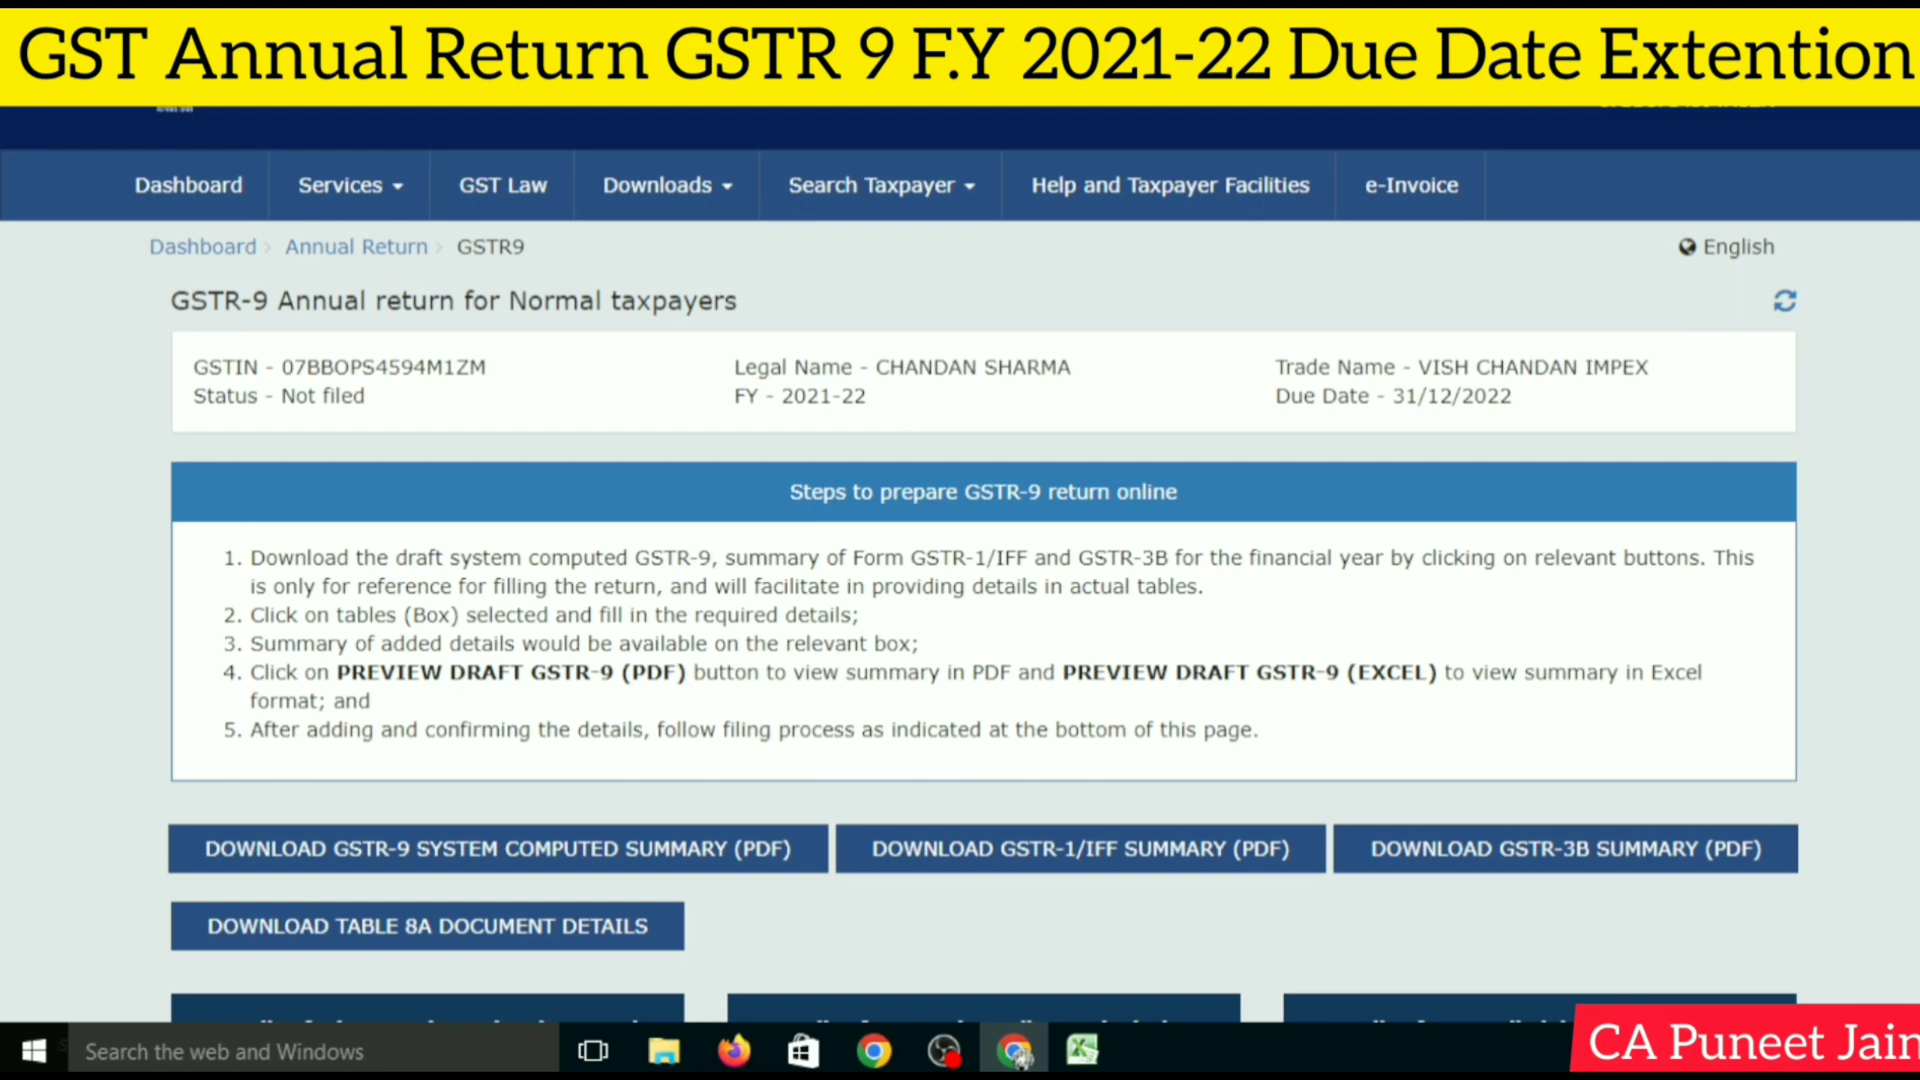 GST Annual Return GSTR 9 F.Y 2021-22 Due Date Extention
Dashboard Services GST Law Downloads Search Taxpayer Help and Taxpayer Facilities e-Invoice
Dashboard > Annual Return > GSTR9 English
GSTR-9 Annual return for Normal taxpayers
GSTIN - 07BBOPS4594M1ZM Legal Name - CHANDAN SHARMA Trade Name - VISH CHANDAN IMPEX
Status - Not filed FY - 2021-22 Due Date - 31/12/2022
Steps to prepare GSTR-9 return online
1. Download the draft system computed GSTR-9, summary of Form GSTR-1/IFF and GSTR-3B for the financial year by clicking on relevant buttons. This
is only for reference for filling the return, and will facilitate in providing details in actual tables.
2. Click on tables (Box) selected and fill in the required details;
3. Summary of added details would be available on the relevant box;
4. Click on PREVIEW DRAFT GSTR-9 (PDF) button to view summary in PDF and PREVIEW DRAFT GSTR-9 (EXCEL) to view summary in Excel
format; and
5. After adding and confirming the details, follow filing process as indicated at the bottom of this page.
DOWNLOAD GSTR-9 SYSTEM COMPUTED SUMMARY (PDF) DOWNLOAD GSTR-1/IFF SUMMARY (PDF) DOWNLOAD GSTR-3B SUMMARY (PDF)
DOWNLOAD TABLE 8A DOCUMENT DETAILS
Search the web and Windows
CA Puneet Jain